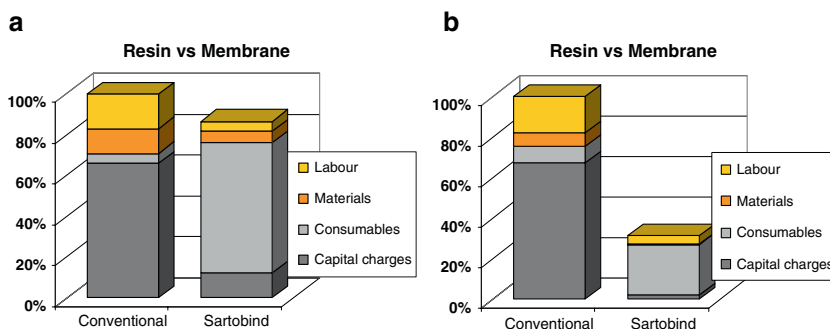 a
Resin vs Membrane
100%
80%
60%
40%
20%
0%
Labour
Materials
Consumables
Capital charges
Conventional
Sartobind
b
Resin vs Membrane
100%
80%
60%
40%
20%
0%
Labour
Materials
Consumables
Capital charges
Conventional
Sartobind